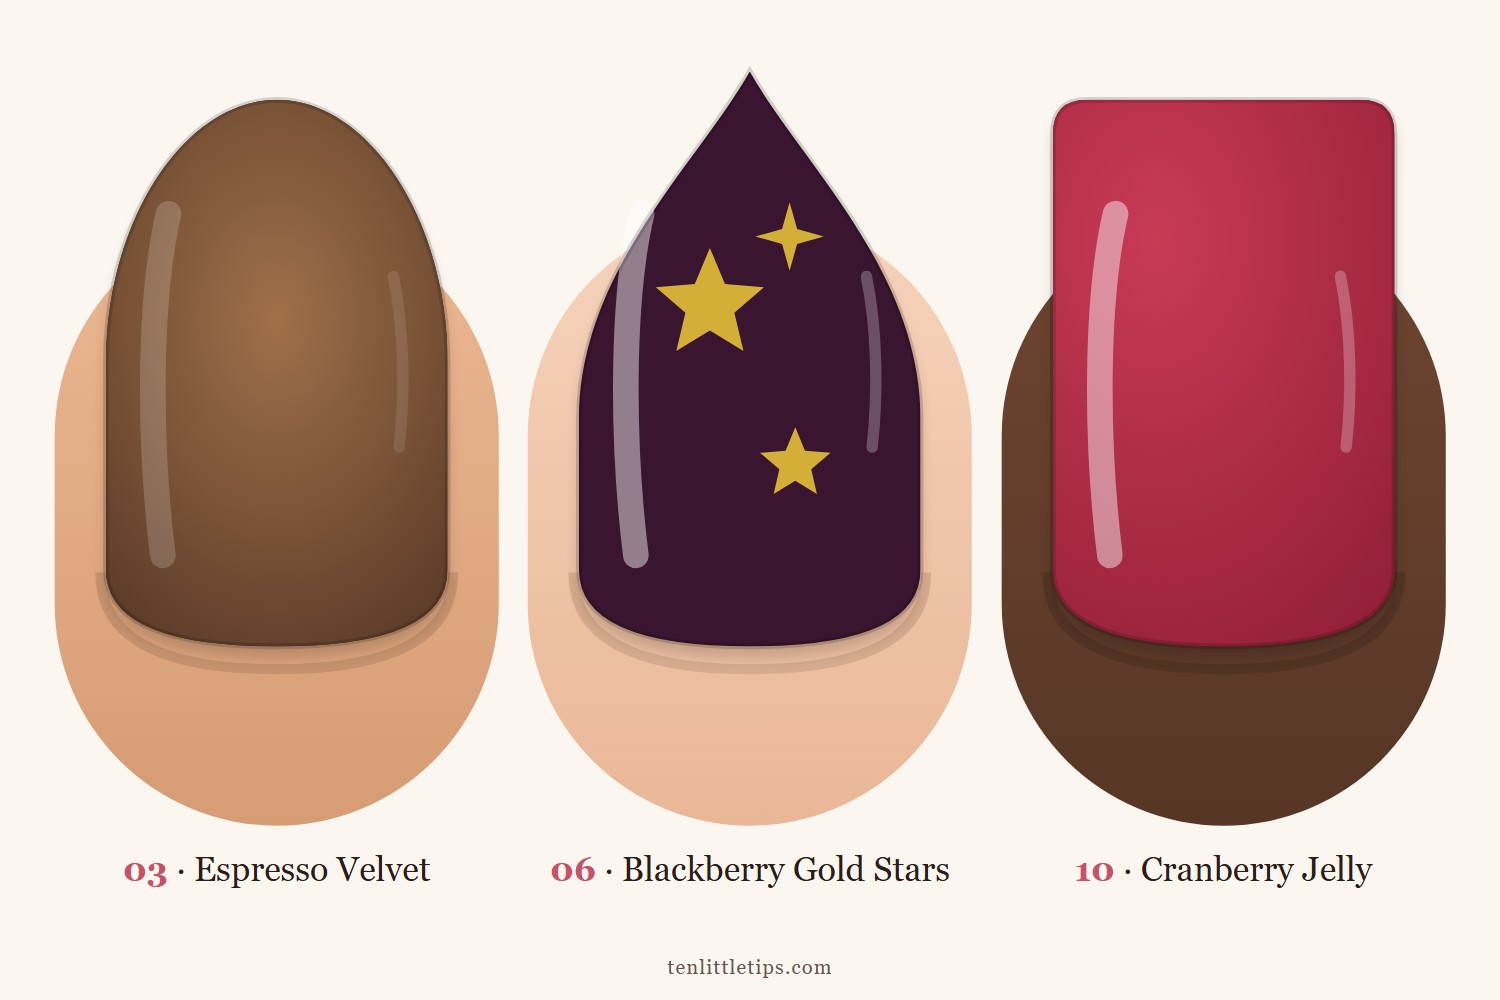 03 · Espresso Velvet
06 · Blackberry Gold Stars
10 · Cranberry Jelly
tenlittletips.com